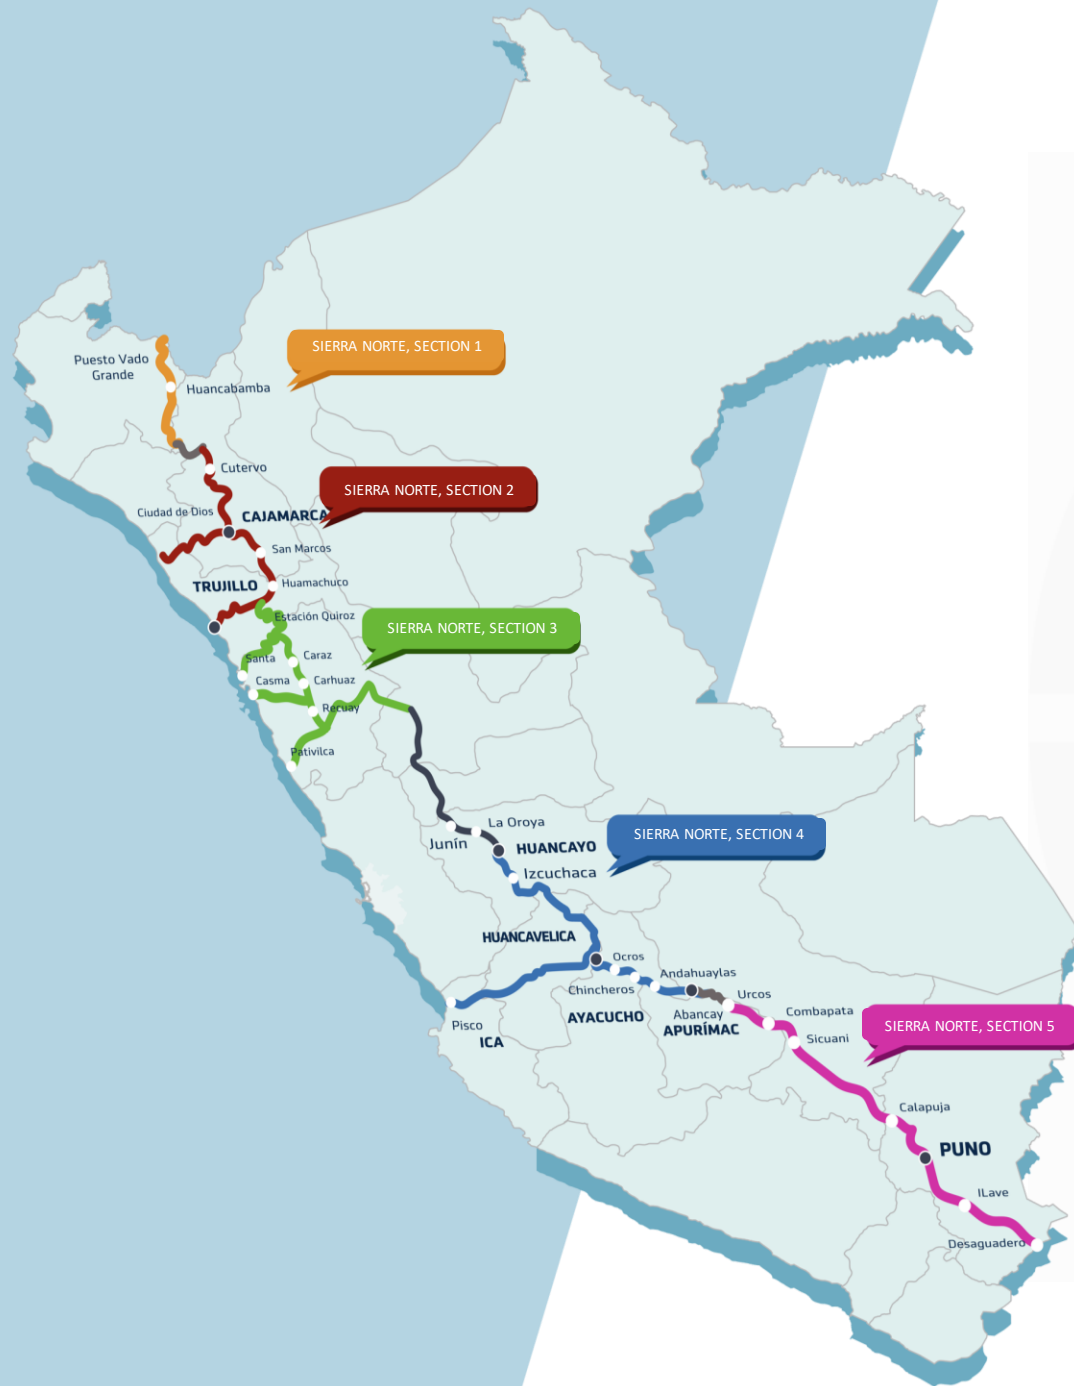 SIERRA NORTE, SECTION 1
Puesto Vado
Grande
Huancabamba
Cutervo
SIERRA NORTE, SECTION 2
Ciudad de Dios
CAJAMARCA
San Marcos
TRUJILLO
Huamachuco
Estación Quiroz
SIERRA NORTE, SECTION 3
Santa
Caraz
Casma
Carhuaz
Recuay
Pativilca
La Oroya
SIERRA NORTE, SECTION 4
Junín
HUANCAYO
Izcuchaca
HUANCAVELICA
Ocros
Andahuaylas
Chincheros
Urcos
Combapata
Abancay
AYACUCHO
APURÍMAC
Pisco
ICA
SIERRA NORTE, SECTION 5
Sicuani
Calapuja
PUNO
ILave
Desaguadero